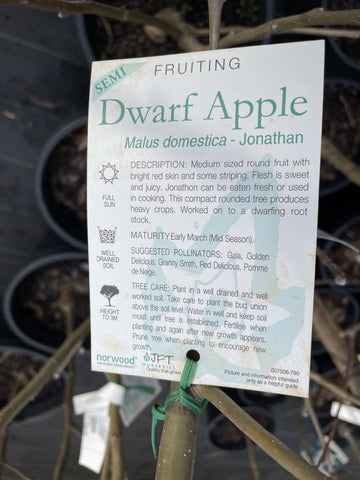 SEMI
FRUITING
Dwarf Apple
Malus domestica - Jonathan
DESCRIPTION: Medium sized round fruit with
bright red skin and some striping. Flesh is sweet
and juicy. Jonathon can be eaten fresh or used
in cooking. This compact rounded tree produces
heavy crops. Worked on to a dwarfing root
stock.
FULL
SUN
MATURITY Early March (Mid Season).
SUGGESTED POLLINATORS: Gala, Golden
Delicious, Granny Smith, Red Delicious, Pomme
de Neige.
WELL
DRAINED
SOIL
TREE CARE: Plant in a well drained and well
worked soil. Take care to plant the bud union
above the soil level. Water in well and keep soil
moist until tree is established. Fertilise when
planting and again after new growth appears.
Prune tree when planting to encourage new
growth.
HEIGHT
TO 3M
norwood
JFT
NURSERIES
007006-790
Picture and information intended
only as a helpful guide